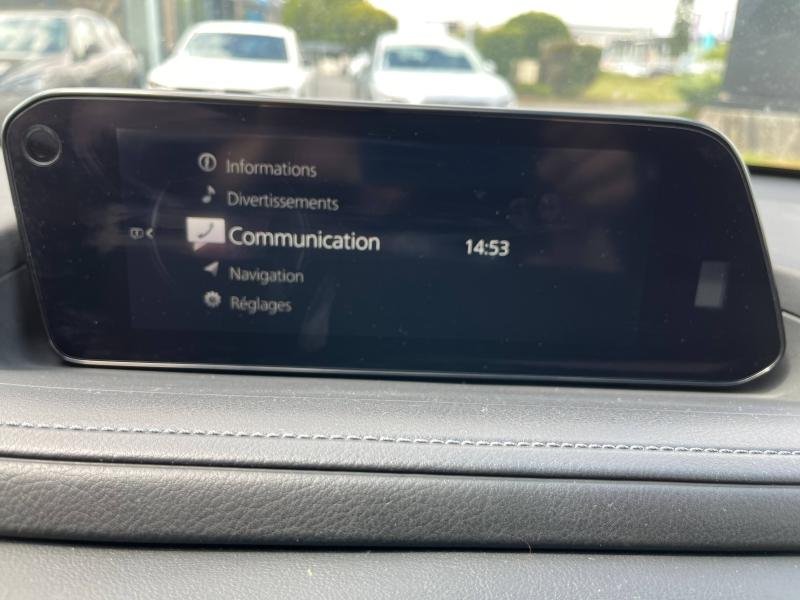 Informations
Divertissements
Communication
14:53
Navigation
Réglages